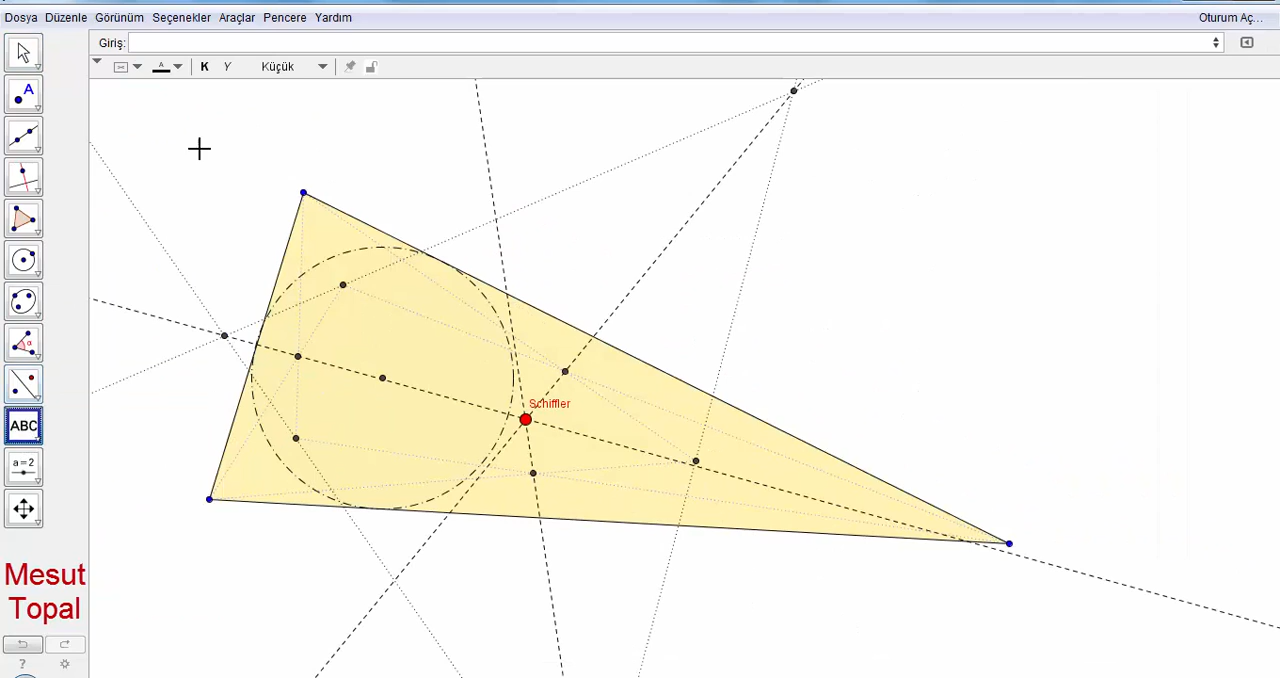 Dosya Düzenle Görünüm Seçenekler Araçlar Pencere Yardım Oturum Aç...
Giriş:
A K Y Küçük
A
α
Schiffler
ABC
a=2
Mesut
Topal
?